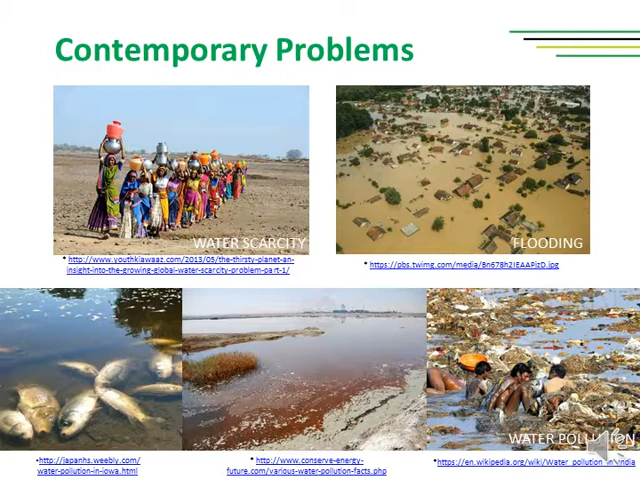 Contemporary Problems
WATER SCARCITY
FLOODING
* http://www.youthkiawaaz.com/2013/05/the-thirsty-planet-an-
insight-into-the-growing-global-water-scarcity-problem-part-1/
* https://pbs.twimg.com/media/Bn678h2IEAAPjzD.jpg
WATER POLLUTION
•http://japanhs.weebly.com/
water-pollution-in-iowa.html
* http://www.conserve-energy-
future.com/various-water-pollution-facts.php
*https://en.wikipedia.org/wiki/Water_pollution_in_India